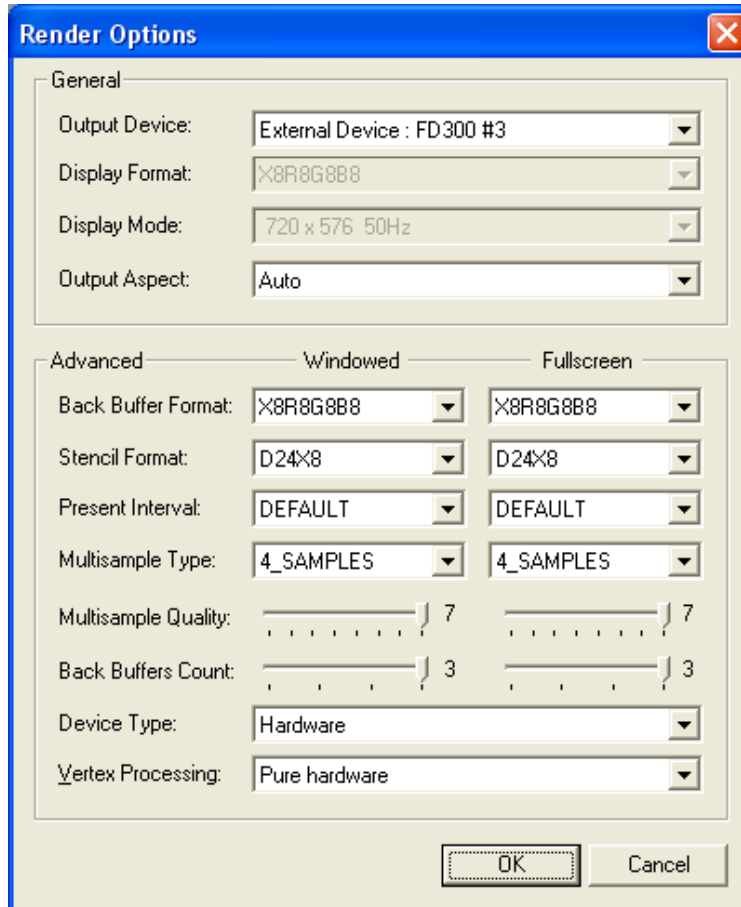 Render Options
General
Output Device: External Device : FD300 #3
Display Format: X8R8G8B8
Display Mode: 720 x 576 50Hz
Output Aspect: Auto
Advanced Windowed Fullscreen
Back Buffer Format: X8R8G8B8 X8R8G8B8
Stencil Format: D24X8 D24X8
Present Interval: DEFAULT DEFAULT
Multisample Type: 4_SAMPLES 4_SAMPLES
Multisample Quality: 7 7
Back Buffers Count: 3 3
Device Type: Hardware
Vertex Processing: Pure hardware
OK Cancel